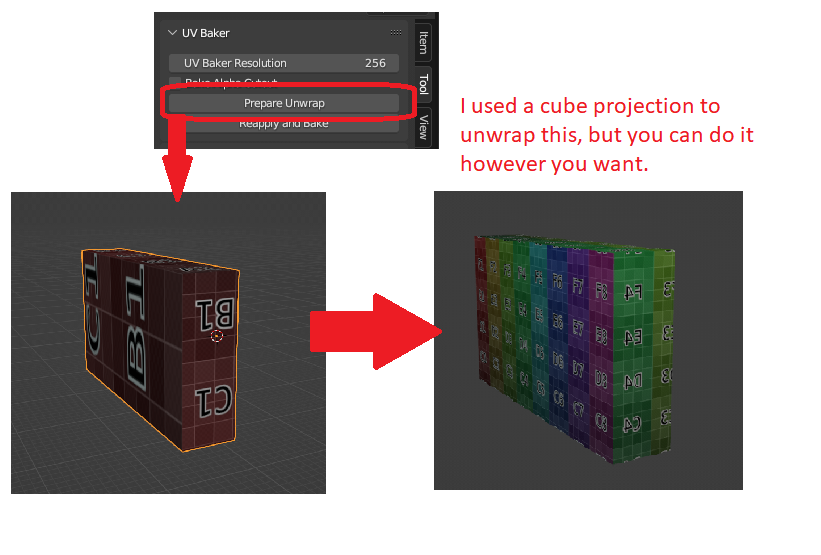 UV Baker
Item
UV Baker Resolution 256
Bake Alpha Cutout
Tool
Prepare Unwrap
Reapply and Bake
View
I used a cube projection to
unwrap this, but you can do it
however you want.
C1
B1
B1
C1
F4
E4
D4
C4